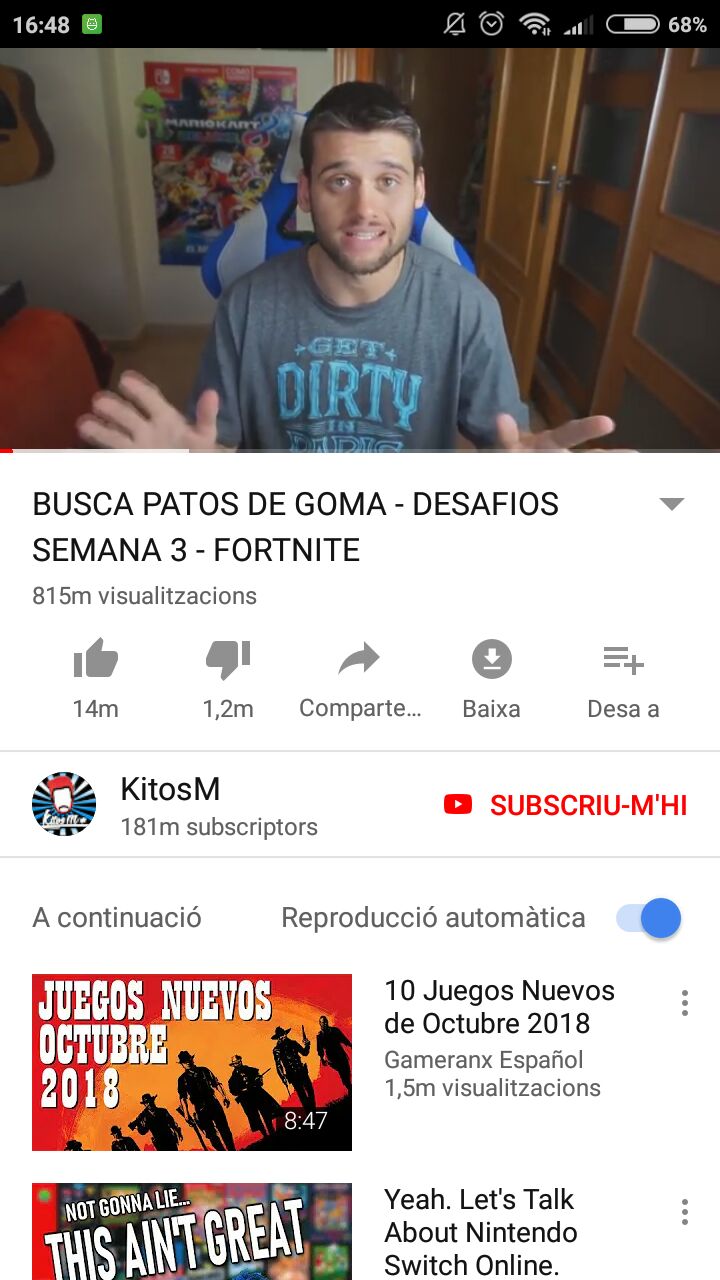 16:48
68%
MARIOKART 8
GET
DIRTY
IN
PARIS
BUSCA PATOS DE GOMA - DESAFIOS
SEMANA 3 - FORTNITE
815m visualitzacions
14m
1,2m
Comparte...
Baixa
Desa a
KitosM
181m subscriptors
SUBSCRIU-M'HI
A continuació
Reproducció automàtica
JUEGOS NUEVOS
OCTUBRE
2018
8:47
10 Juegos Nuevos
de Octubre 2018
Gameranx Español
1,5m visualitzacions
NOT GONNA LIE...
THIS AIN'T GREAT
Yeah. Let's Talk
About Nintendo
Switch Online.